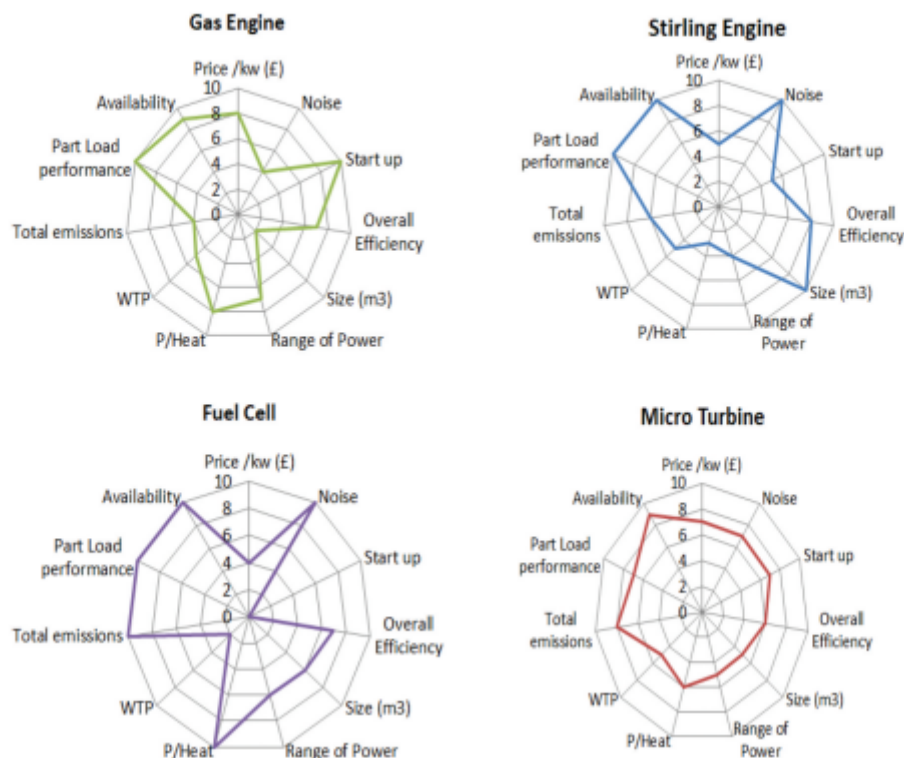 Gas Engine
Price /kw (£)
10
8
6
4
2
0
Noise
Start up
Overall
Efficiency
Size (m3)
Range of Power
P/Heat
WTP
Total emissions
Part Load
performance
Availability
Stirling Engine
Price /kw (£)
10
8
6
4
2
0
Noise
Start up
Overall
Efficiency
Size (m3)
Range of
Power
P/Heat
WTP
Total
emissions
Part Load
performance
Availability
Fuel Cell
Price /kw (£)
10
8
6
4
2
0
Noise
Start up
Overall
Efficiency
Size (m3)
Range of Power
P/Heat
WTP
Total emissions
Part Load
performance
Availability
Micro Turbine
Price /kw (£)
10
8
6
4
2
0
Noise
Start up
Overall
Efficiency
Size (m3)
Range of
Power
P/Heat
WTP
Total
emissions
Part Load
performance
Availability